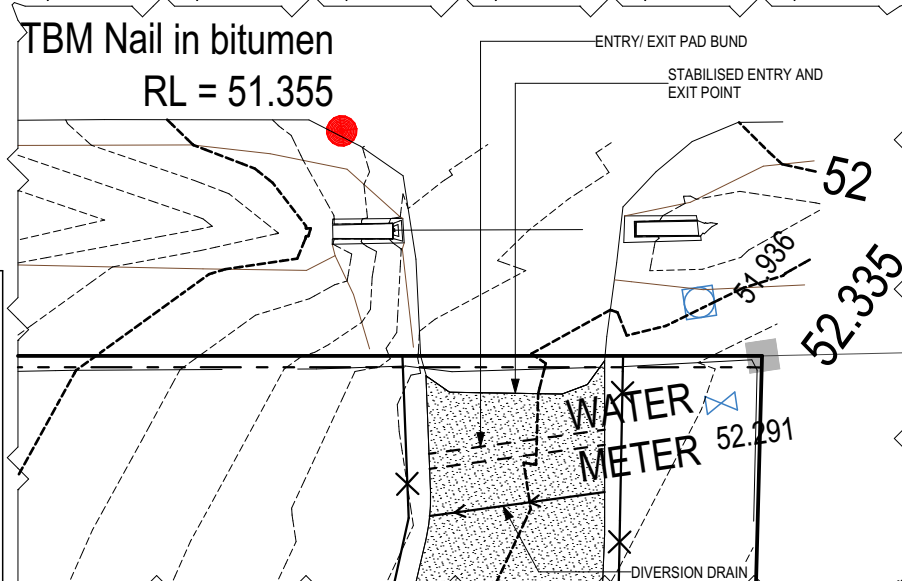 TBM Nail in bitumen
RL = 51.355
ENTRY/ EXIT PAD BUND
STABILISED ENTRY AND
EXIT POINT
52
51.936
52.335
WATER
METER
52.291
DIVERSION DRAIN